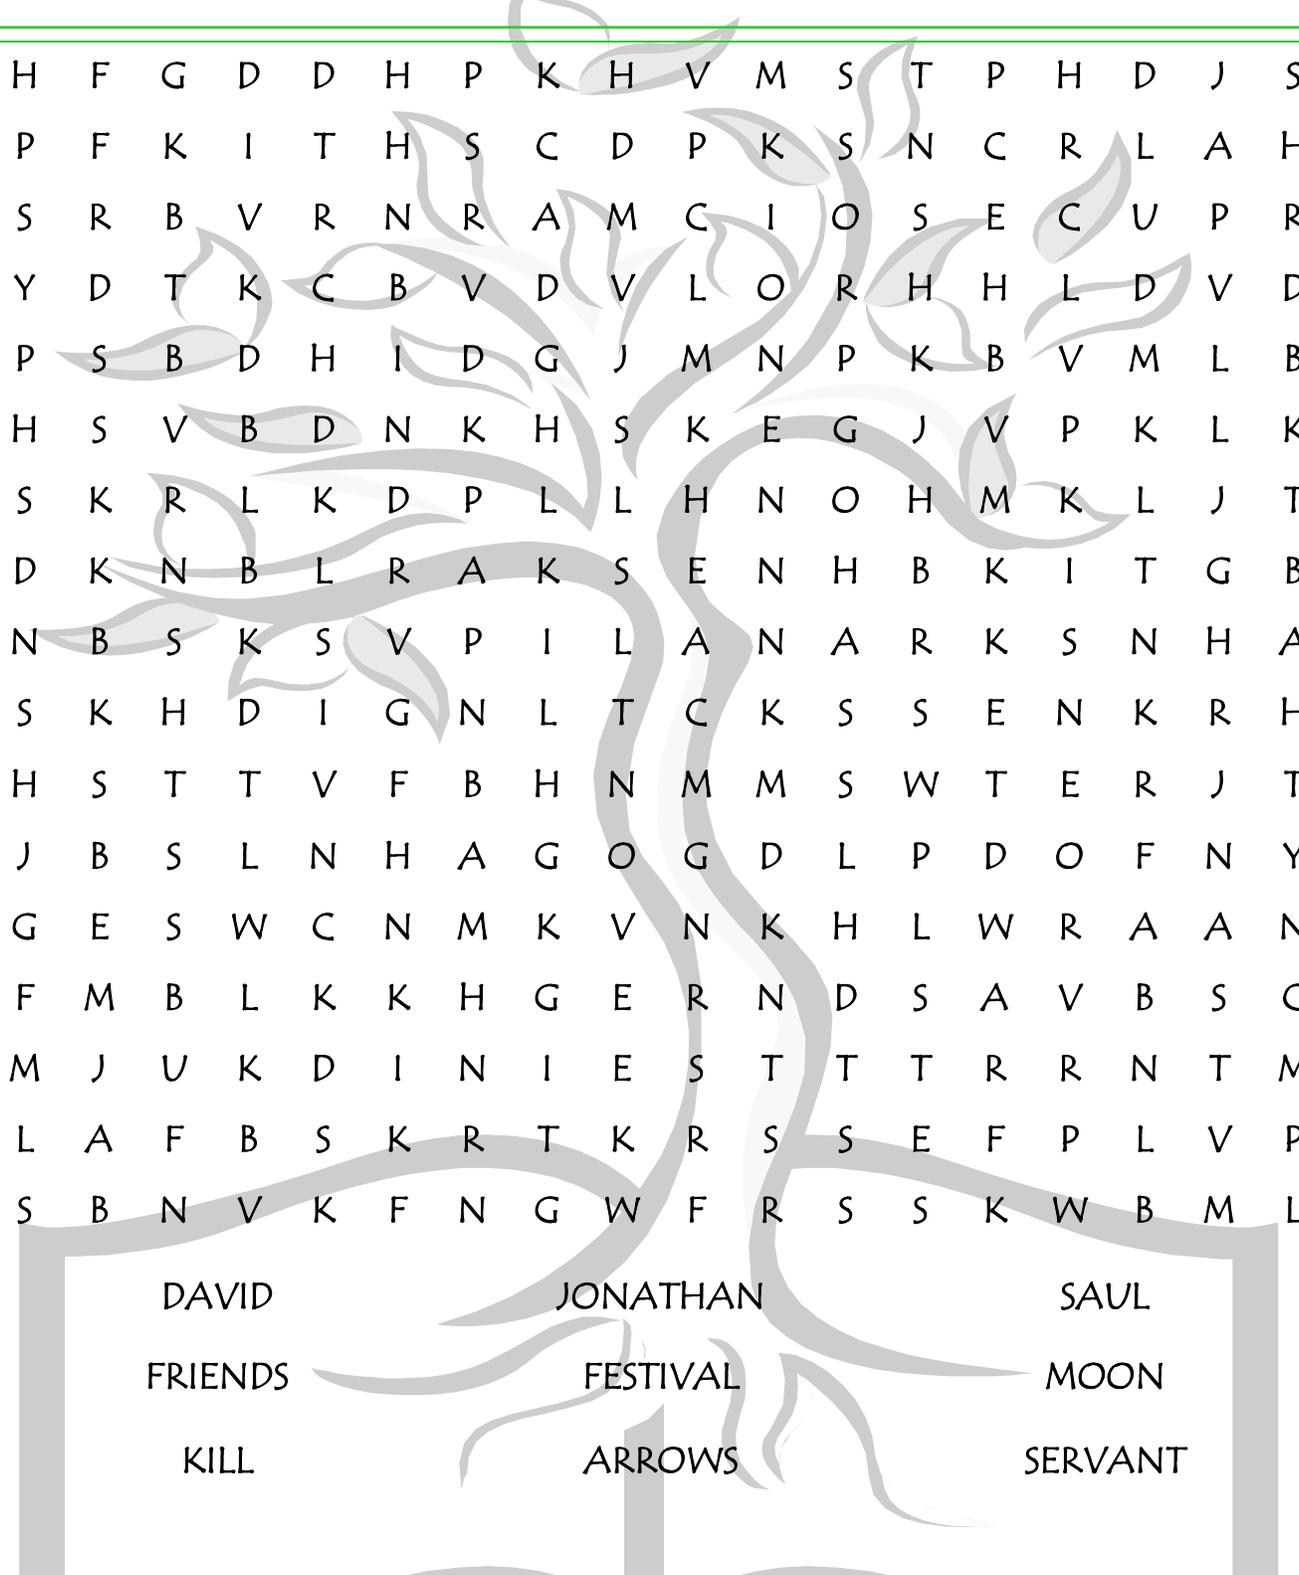 H F G D D H P K H V M S T P H D J S
P F K I T H S C D P K S N C R L A H
S R B V R N R A M C I O S E C U P R
Y D T K C B V D V L O R H H L D V D
P S B D H I D G J M N P K B V M L B
H S V B D N K H S K E G J V P K L K
S K R L K D P L L H N O H M K L J T
D K N B L R A K S E N H B K I T G B
N B S K S V P I L A N A R K S N H A
S K H D I G N L T C K S S E N K R H
H S T T V F B H N M M S W T E R J T
J B S L N H A G O G D L P D O F N Y
G E S W C N M K V N K H L W R A A N
F M B L K K H G E R N D S A V B S
M J U K D I N I E S T T T R R N T M
L A F B S K R T K R S S E F P L V P
S B N V K F N G W F R S S K W B M L
DAVID JONATHAN SAUL
FRIENDS FESTIVAL MOON
KILL ARROWS SERVANT